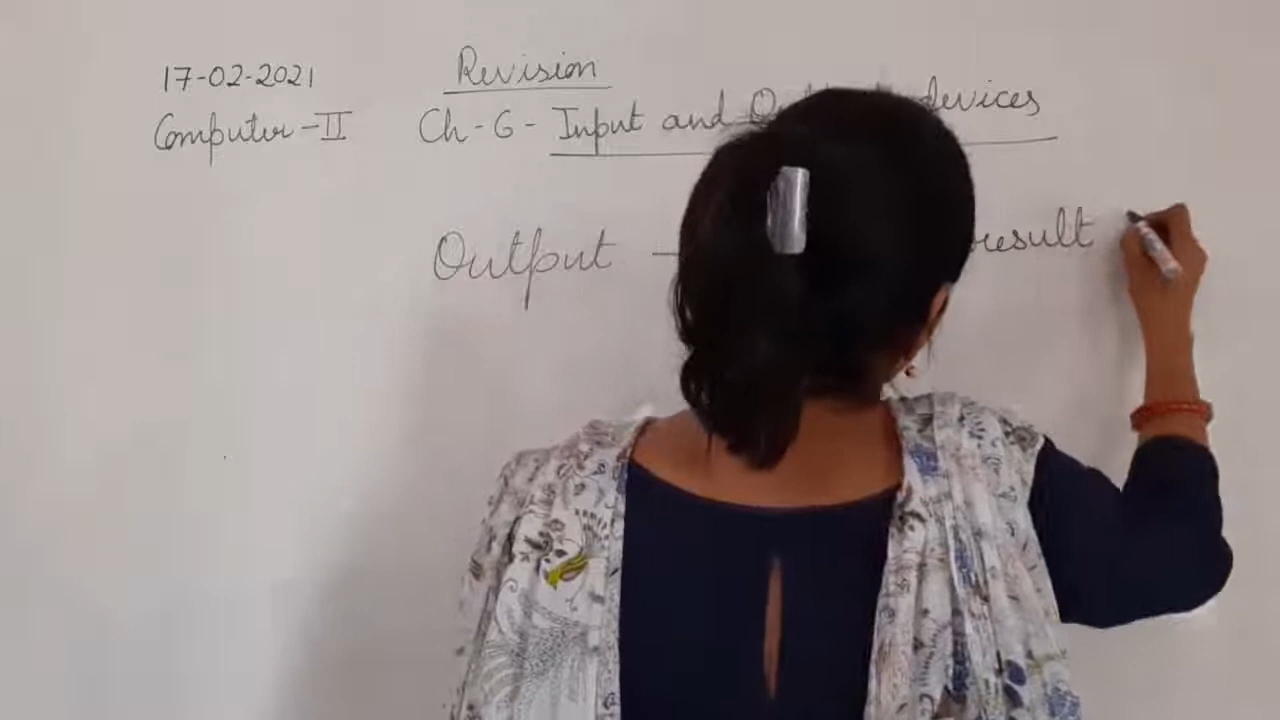 17-02-2021 Revision
Computer-II Ch-6- Input and devices
Output — result